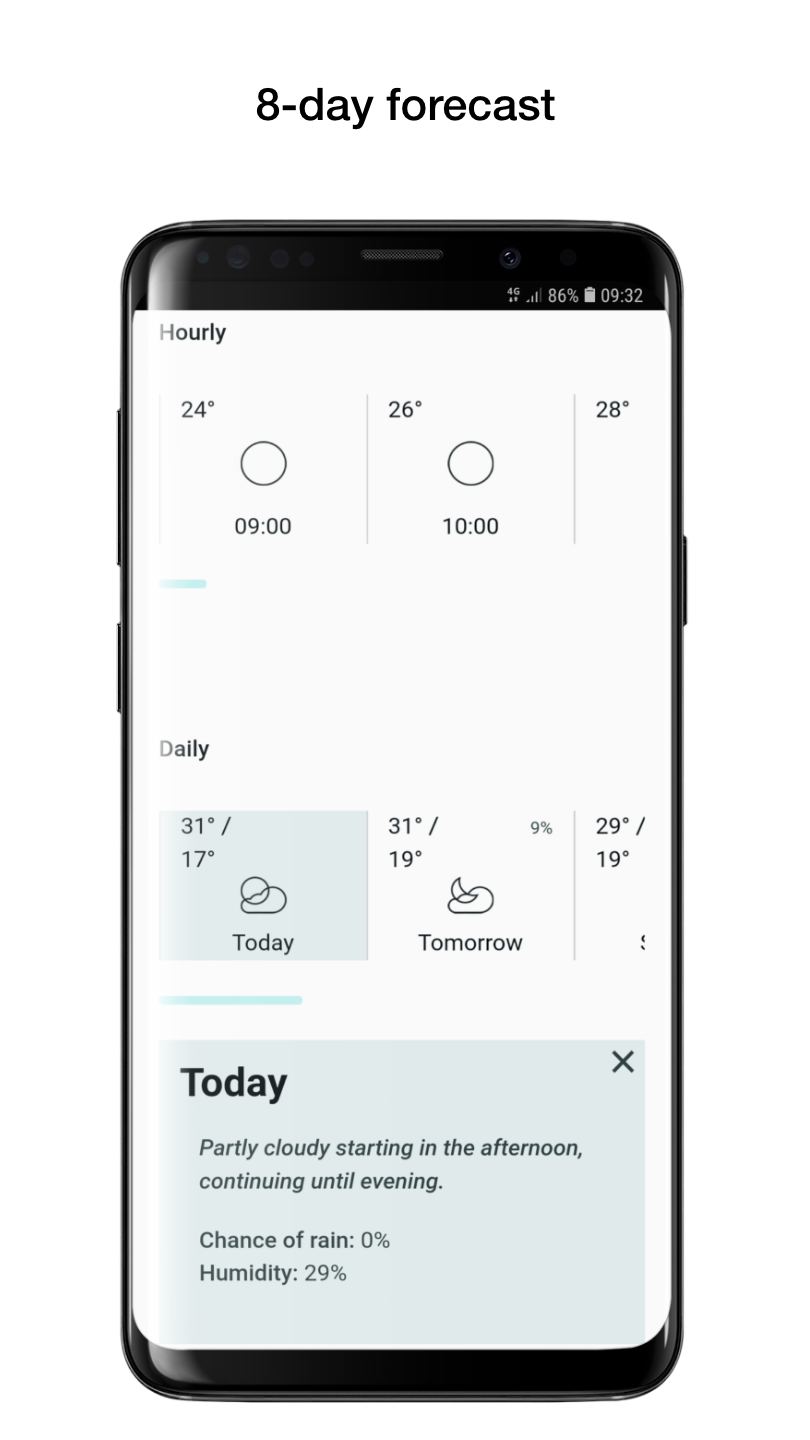 8-day forecast
4G 86% 09:32
Hourly
24° 26° 28°
09:00 10:00
Daily
31° / 31° / 9% 29° /
17° 19° 19°
Today Tomorrow
Today
Partly cloudy starting in the afternoon,
continuing until evening.
Chance of rain: 0%
Humidity: 29%